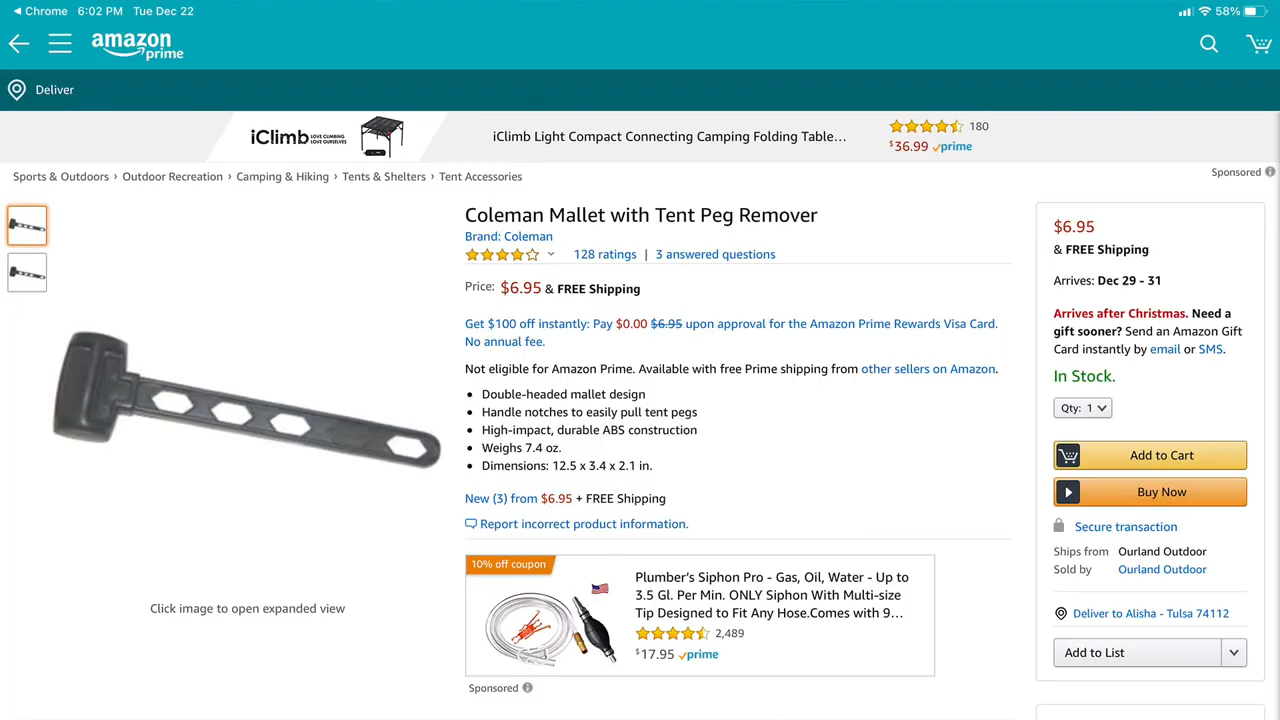 Chrome 6:02 PM Tue Dec 22 58%
amazon prime
Deliver
iClimb LOVE CLIMBING LOVE OURSELVES iClimb Light Compact Connecting Camping Folding Table… 180
$36.99 prime
Sponsored
Sports & Outdoors › Outdoor Recreation › Camping & Hiking › Tents & Shelters › Tent Accessories
Coleman Mallet with Tent Peg Remover
Brand: Coleman
128 ratings | 3 answered questions
Price: $6.95 & FREE Shipping
Get $100 off instantly: Pay $0.00 $6.95 upon approval for the Amazon Prime Rewards Visa Card.
No annual fee.
Not eligible for Amazon Prime. Available with free Prime shipping from other sellers on Amazon.
• Double-headed mallet design
• Handle notches to easily pull tent pegs
• High-impact, durable ABS construction
• Weighs 7.4 oz.
• Dimensions: 12.5 x 3.4 x 2.1 in.
New (3) from $6.95 + FREE Shipping
Report incorrect product information.
Click image to open expanded view
10% off coupon
Plumber's Siphon Pro - Gas, Oil, Water - Up to
3.5 Gl. Per Min. ONLY Siphon With Multi-size
Tip Designed to Fit Any Hose.Comes with 9…
2,489
$17.95 prime
Sponsored
$6.95
& FREE Shipping
Arrives: Dec 29 - 31
Arrives after Christmas. Need a
gift sooner? Send an Amazon Gift
Card instantly by email or SMS.
In Stock.
Qty: 1
Add to Cart
Buy Now
Secure transaction
Ships from Ourland Outdoor
Sold by Ourland Outdoor
Deliver to Alisha - Tulsa 74112
Add to List